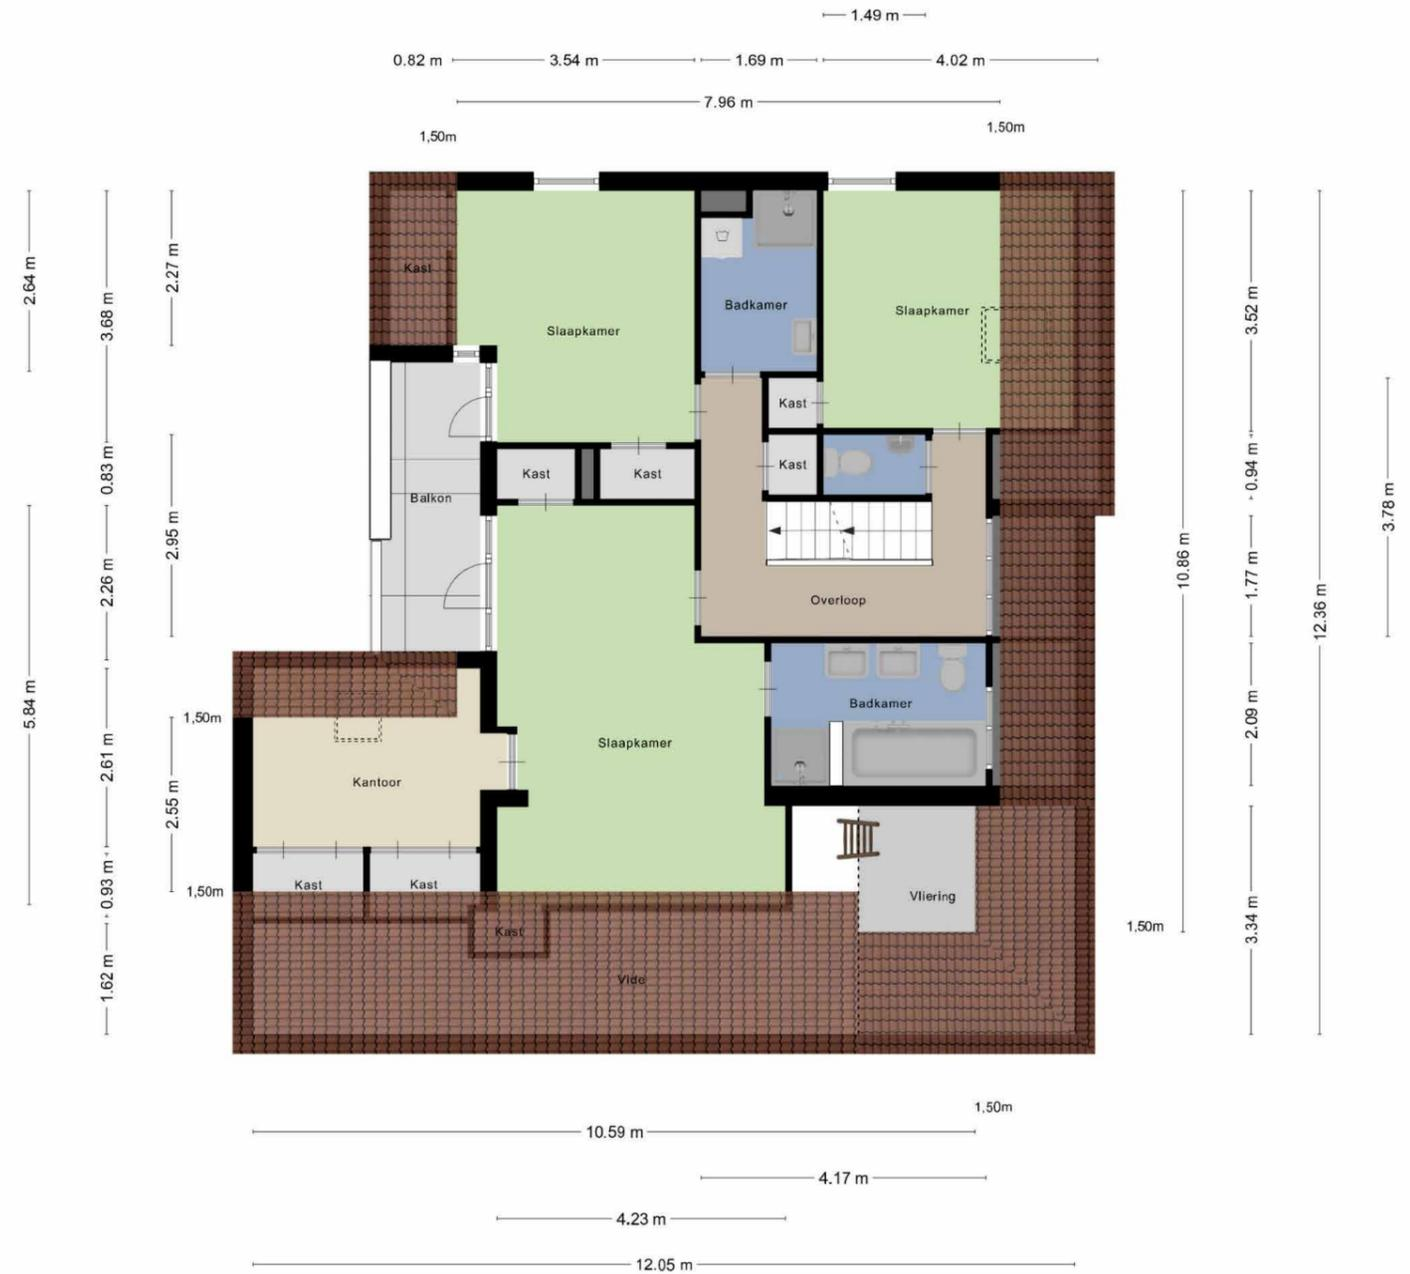 1.49 m
0.82 m
3.54 m
1.69 m
4.02 m
7.96 m
1,50m
1,50m
2.64 m
3.68 m
2.27 m
Kast
Slaapkamer
Badkamer
Slaapkamer
3.52 m
Kast
Kast
0.83 m
Kast
Kast
Balkon
0.94 m
3.78 m
2.95 m
2.26 m
Overloop
10.86 m
1.77 m
12.36 m
5.84 m
1,50m
Badkamer
2.09 m
2.61 m
Slaapkamer
Kantoor
2.55 m
0.93 m
1,50m
Kast
Kast
Vliering
Kast
1,50m
3.34 m
1.62 m
Vide
1,50m
10.59 m
4.17 m
4.23 m
12.05 m